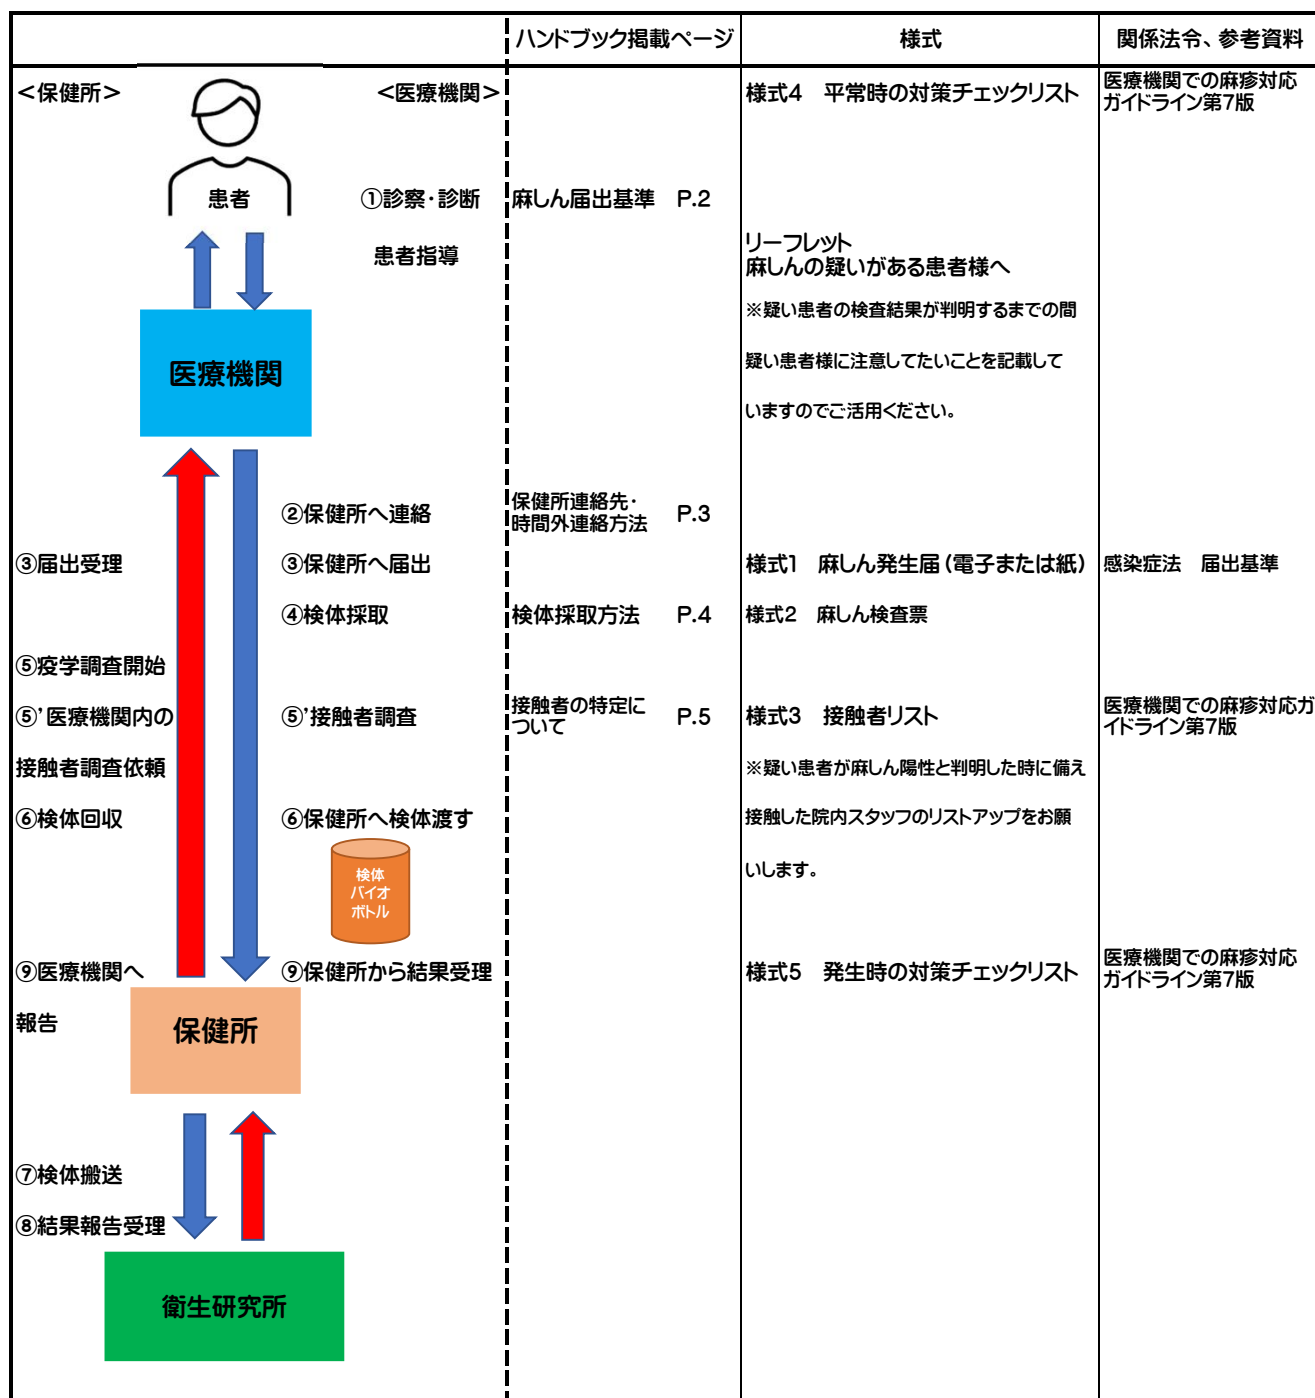 ハンドブック掲載ページ 様式 関係法令、参考資料
＜保健所＞ ＜医療機関＞ 様式4 平常時の対策チェックリスト
医療機関での麻疹対応
ガイドライン第7版
患者 ①診察・診断 麻しん届出基準 P.2
患者指導
リーフレット
麻しんの疑いがある患者様へ
※疑い患者の検査結果が判明するまでの間
疑い患者様に注意してたいことを記載して
いますのでご活用ください。
医療機関
②保健所へ連絡
保健所連絡先・
時間外連絡方法
P.3
③届出受理 ③保健所へ届出 様式1 麻しん発生届（電子または紙） 感染症法 届出基準
④検体採取 検体採取方法 P.4 様式2 麻しん検査票
⑤疫学調査開始
⑤’医療機関内の
接触者調査依頼
⑤’接触者調査
接触者の特定に
ついて
P.5
様式3 接触者リスト
医療機関での麻疹対応ガ
イドライン第7版
※疑い患者が麻しん陽性と判明した時に備え
接触した院内スタッフのリストアップをお願
いします。
⑥検体回収 ⑥保健所へ検体渡す
検体
バイオ
ボトル
⑨医療機関へ
報告
⑨保健所から結果受理 様式5 発生時の対策チェックリスト
医療機関での麻疹対応
ガイドライン第7版
保健所
⑦検体搬送
⑧結果報告受理
衛生研究所